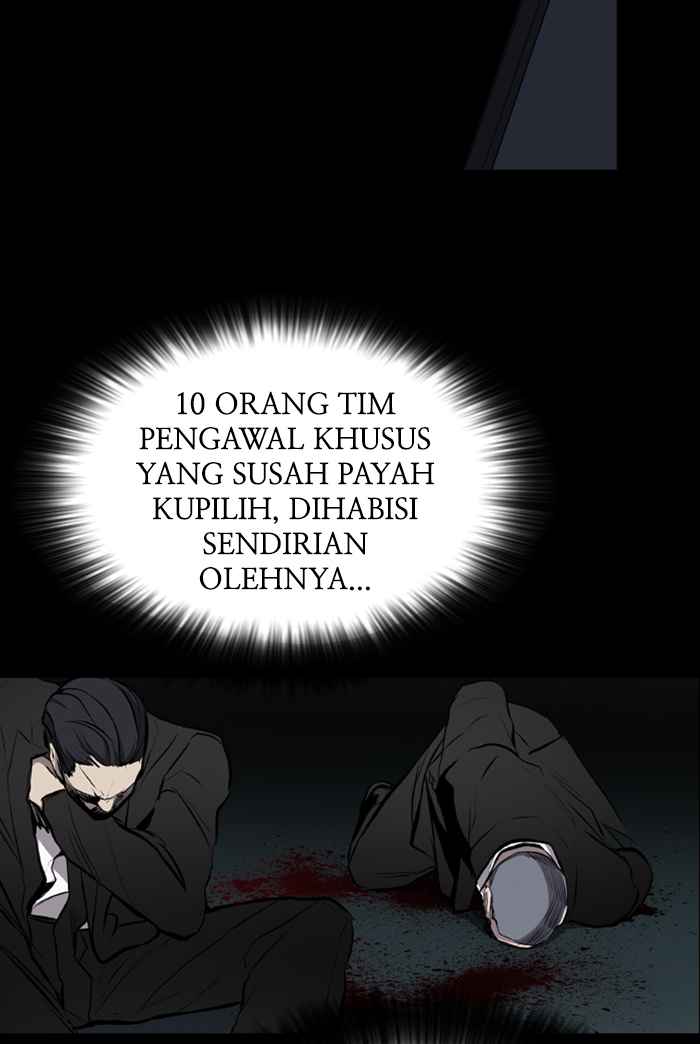 10 ORANG TIM
PENGAWAL KHUSUS
YANG SUSAH PAYAH
KUPILIH, DIHABISI
SENDIRIAN
OLEHNYA...